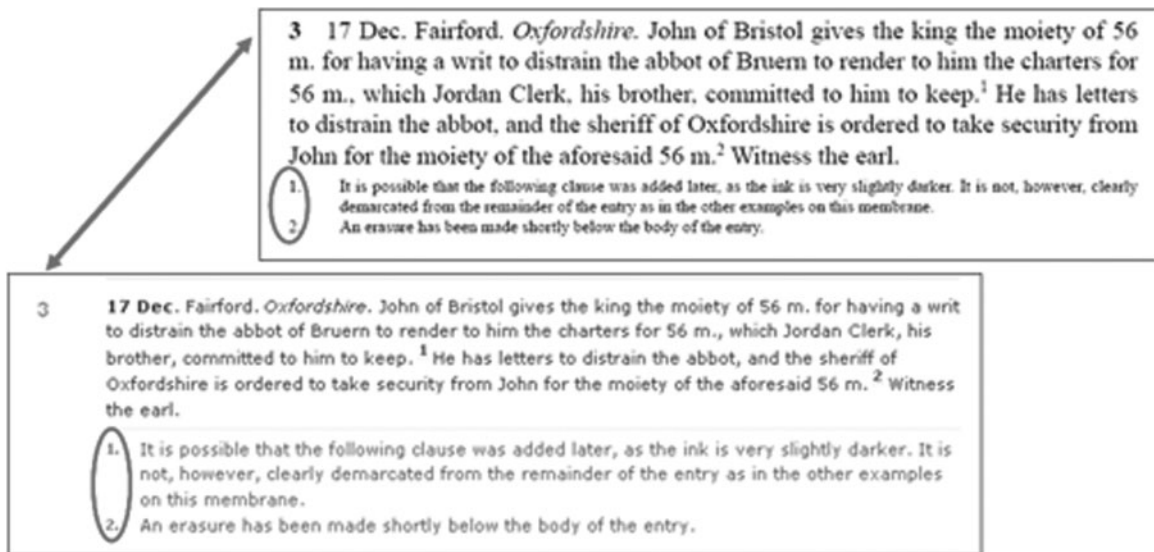 3 17 Dec. Fairford. Oxfordshire. John of Bristol gives the king the moiety of 56
m. for having a writ to distrain the abbot of Bruern to render to him the charters for
56 m., which Jordan Clerk, his brother, committed to him to keep.¹ He has letters
to distrain the abbot, and the sheriff of Oxfordshire is ordered to take security from
John for the moiety of the aforesaid 56 m.² Witness the earl.
1. It is possible that the following clause was added later, as the ink is very slightly darker. It is not, however, clearly
demarcated from the remainder of the entry as in the other examples on this membrane.
2. An erasure has been made shortly below the body of the entry.
3 17 Dec. Fairford. Oxfordshire. John of Bristol gives the king the moiety of 56 m. for having a writ
to distrain the abbot of Bruern to render to him the charters for 56 m., which Jordan Clerk, his
brother, committed to him to keep. ¹ He has letters to distrain the abbot, and the sheriff of
Oxfordshire is ordered to take security from John for the moiety of the aforesaid 56 m. ² Witness
the earl.
1. It is possible that the following clause was added later, as the ink is very slightly darker. It is
not, however, clearly demarcated from the remainder of the entry as in the other examples
on this membrane.
2. An erasure has been made shortly below the body of the entry.